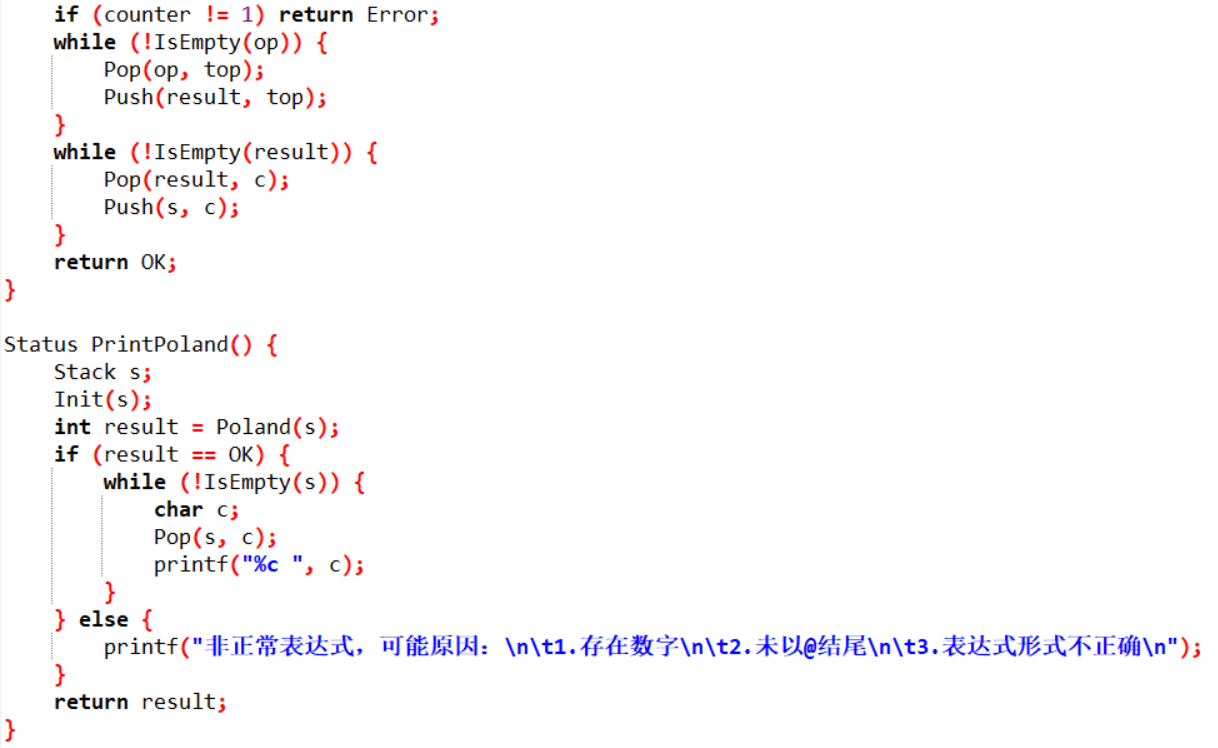 if (counter != 1) return Error;
while (!IsEmpty(op)) {
Pop(op, top);
Push(result, top);
}
while (!IsEmpty(result)) {
Pop(result, c);
Push(s, c);
}
return OK;
}
Status PrintPoland() {
Stack s;
Init(s);
int result = Poland(s);
if (result == OK) {
while (!IsEmpty(s)) {
char c;
Pop(s, c);
printf("%c ", c);
}
} else {
printf("非正常表达式，可能原因：\n\t1.存在数字\n\t2.未以@结尾\n\t3.表达式形式不正确\n");
}
return result;
}